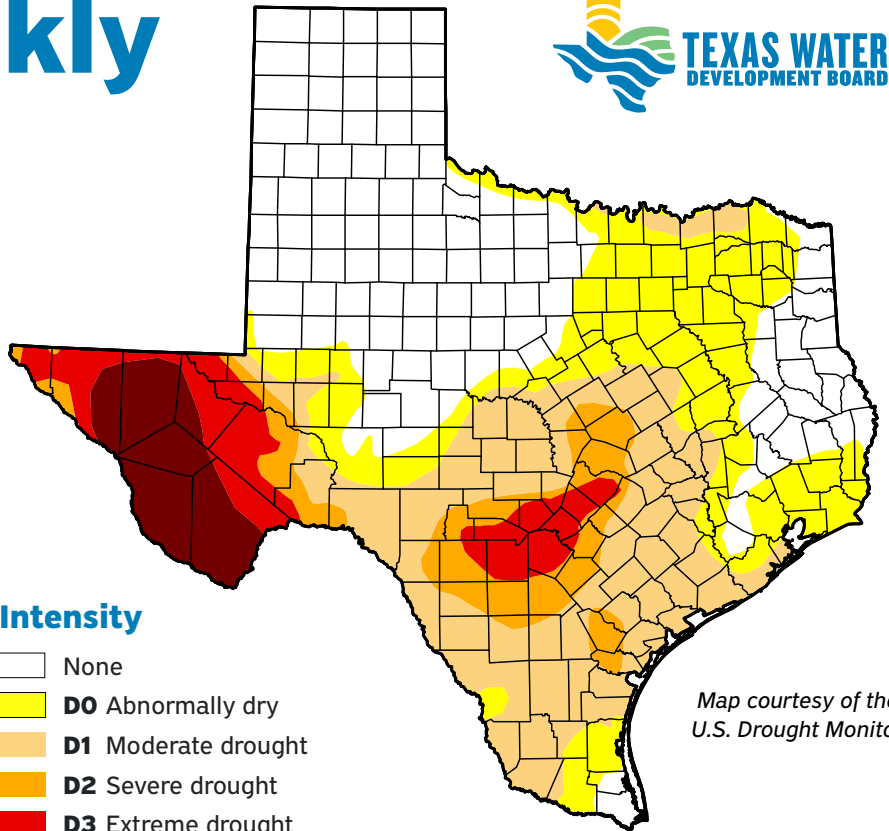 kly
TEXAS WATER
DEVELOPMENT BOARD
Intensity
None
D0 Abnormally dry
D1 Moderate drought
D2 Severe drought
D3 Extreme drought
Map courtesy of the
U.S. Drought Monito